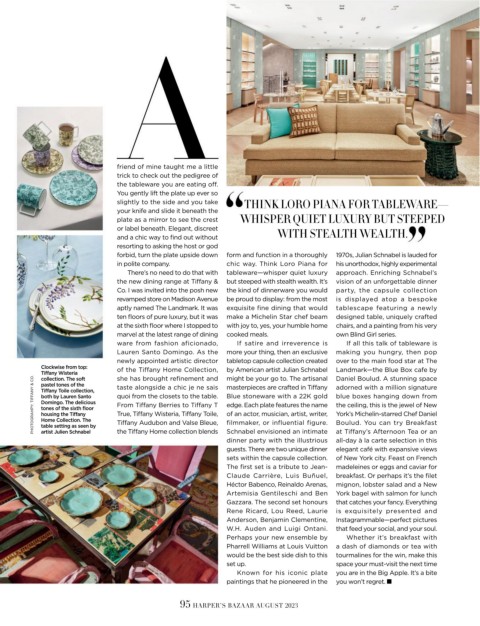 A
friend of mine taught me a little
trick to check out the pedigree of
the tableware you are eating off.
You gently lift the plate up ever so
slightly to the side and you take
your knife and slide it beneath the
plate as a mirror to see the crest
or label beneath. Elegant, discreet
and a chic way to find out without
resorting to asking the host or god
forbid, turn the plate upside down
in polite company.
There's no need to do that with
the new dining range at Tiffany &
Co. I was invited into the posh new
revamped store on Madison Avenue
aptly named The Landmark. It was
ten floors of pure luxury, but it was
at the sixth floor where I stopped to
marvel at the latest range of dining
ware from fashion aficionado,
Lauren Santo Domingo. As the
newly appointed artistic director
of the Tiffany Home Collection,
she has brought refinement and
taste alongside a chic je ne sais
quoi from the closets to the table.
From Tiffany Berries to Tiffany T
True, Tiffany Wisteria, Tiffany Toile,
Tiffany Audubon and Valse Bleue,
the Tiffany Home collection blends
“THINK LORO PIANA FOR TABLEWARE—
WHISPER QUIET LUXURY BUT STEEPED
WITH STEALTH WEALTH.”
form and function in a thoroughly
chic way. Think Loro Piana for
tableware—whisper quiet luxury
but steeped with stealth wealth. It's
the kind of dinnerware you would
be proud to display: from the most
exquisite fine dining that would
make a Michelin Star chef beam
with joy to, yes, your humble home
cooked meals.
If satire and irreverence is
more your thing, then an exclusive
tabletop capsule collection created
by American artist Julian Schnabel
might be your go to. The artisanal
masterpieces are crafted in Tiffany
Blue stoneware with a 22K gold
edge. Each plate features the name
of an actor, musician, artist, writer,
filmmaker, or influential figure.
Schnabel envisioned an intimate
dinner party with the illustrious
guests. There are two unique dinner
sets within the capsule collection.
The first set is a tribute to Jean-
Claude Carrière, Luis Buñuel,
Héctor Babenco, Reinaldo Arenas,
Artemisia Gentileschi and Ben
Gazzara. The second set honours
Rene Ricard, Lou Reed, Laurie
Anderson, Benjamin Clementine,
W.H. Auden and Luigi Ontani.
Perhaps your new ensemble by
Pharrell Williams at Louis Vuitton
would be the best side dish to this
set up.
Known for his iconic plate
paintings that he pioneered in the
1970s, Julian Schnabel is lauded for
his unorthodox, highly experimental
approach. Enriching Schnabel's
vision of an unforgettable dinner
party, the capsule collection
is displayed atop a bespoke
tablescape featuring a newly
designed table, uniquely crafted
chairs, and a painting from his very
own Blind Girl series.
If all this talk of tableware is
making you hungry, then pop
over to the main food star at The
Landmark—the Blue Box cafe by
Daniel Boulud. A stunning space
adorned with a million signature
blue boxes hanging down from
the ceiling, this is the jewel of New
York's Michelin-starred Chef Daniel
Boulud. You can try Breakfast
at Tiffany's Afternoon Tea or an
all-day à la carte selection in this
elegant café with expansive views
of New York city. Feast on French
madeleines or eggs and caviar for
breakfast. Or perhaps it's the filet
mignon, lobster salad and a New
York bagel with salmon for lunch
that catches your fancy. Everything
is exquisitely presented and
Instagrammable—perfect pictures
that feed your social, and your soul.
Whether it's breakfast with
a dash of diamonds or tea with
tourmalines for the win, make this
space your must-visit the next time
you are in the Big Apple. It's a bite
you won't regret. ■
Clockwise from top:
Tiffany Wisteria
collection. The soft
pastel tones of the
Tiffany Toile collection,
both by Lauren Santo
Domingo. The delicious
tones of the sixth floor
housing the Tiffany
Home Collection. The
table setting as seen by
artist Julien Schnabel
PHOTOGRAPHY: TIFFANY & CO
95 HARPER'S BAZAAR AUGUST 2023